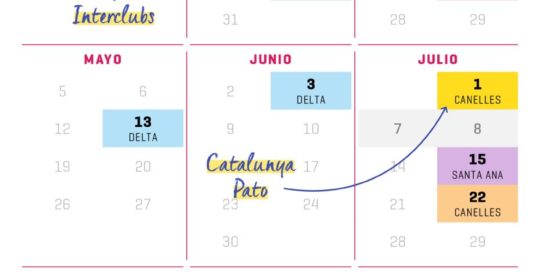 Interclubs
31
28 29
MAYO JUNIO JULIO
5 6 2 3 1
DELTA CANELLES
12 13 9 10 7 8
DELTA
Catalunya
Pato
19 20 17 14 15
SANTA ANA
26 27 23 24 21 22
CANELLES
30 28 29